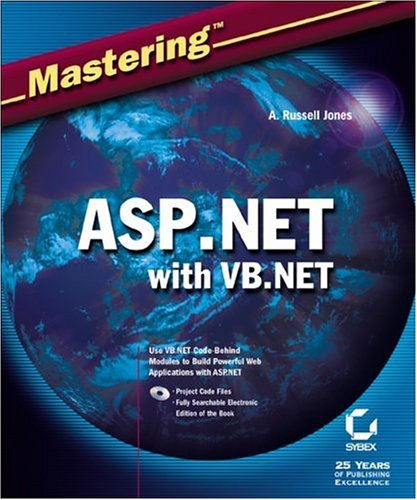 Mastering™
A. Russell Jones
ASP.NET
with VB.NET
Use VB.NET Code-Behind
Modules to Build Powerful Web
Applications with ASP.NET
• Project Code Files
• Fully Searchable Electronic
Edition of the Book
SYBEX
25 YEARS
OF PUBLISHING
EXCELLENCE